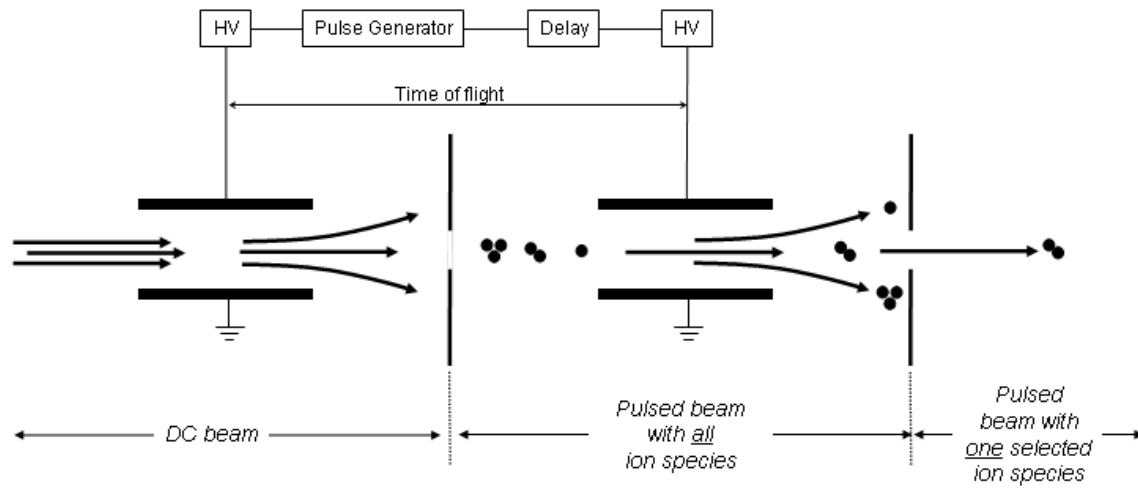 HV
Pulse Generator
Delay
HV
Time of flight
DC beam
Pulsed beam
with all
ion species
Pulsed
beam with
one selected
ion species